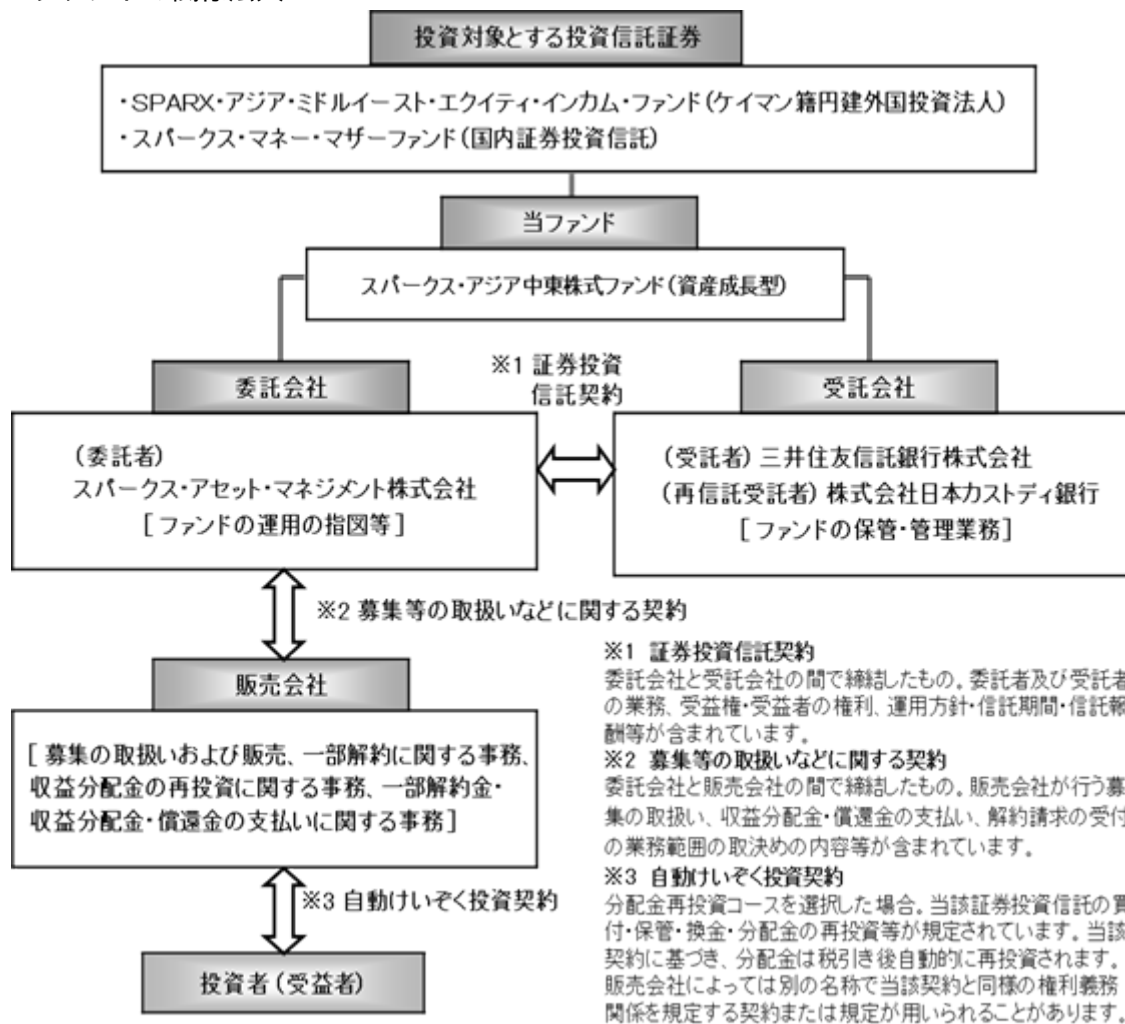 投資対象とする投資信託証券
・SPARX・アジア・ミドルイースト・エクイティ・インカム・ファンド(ケイマン籍円建外国投資法人)
・スパークス・マネー・マザーファンド(国内証券投資信託)
当ファンド
スパークス・アジア中東株式ファンド(資産成長型)
※1 証券投資
信託契約
委託会社
(委託者)
スパークス・アセット・マネジメント株式会社
[ファンドの運用の指図等]
受託会社
(受託者) 三井住友信託銀行株式会社
(再信託受託者) 株式会社日本カストディ銀行
[ファンドの保管・管理業務]
※2 募集等の取扱いなどに関する契約
販売会社
[募集の取扱いおよび販売、一部解約に関する事務、
収益分配金の再投資に関する事務、一部解約金・
収益分配金・償還金の支払いに関する事務]
※3 自動けいぞく投資契約
投資者(受益者)
※1 証券投資信託契約
委託会社と受託会社の間で締結したもの。委託者及び受託者
の業務、受益権・受益者の権利、運用方針・信託期間・信託報
酬等が含まれています。
※2 募集等の取扱いなどに関する契約
委託会社と販売会社の間で締結したもの。販売会社が行う募
集の取扱い、収益分配金・償還金の支払い、解約請求の受付
の業務範囲の取決めの内容等が含まれています。
※3 自動けいぞく投資契約
分配金再投資コースを選択した場合。当該証券投資信託の買
付・保管・換金・分配金の再投資等が規定されています。当該
契約に基づき、分配金は税引き後自動的に再投資されます。
販売会社によっては別の名称で当該契約と同様の権利義務
関係を規定する契約または規定が用いられることがあります。